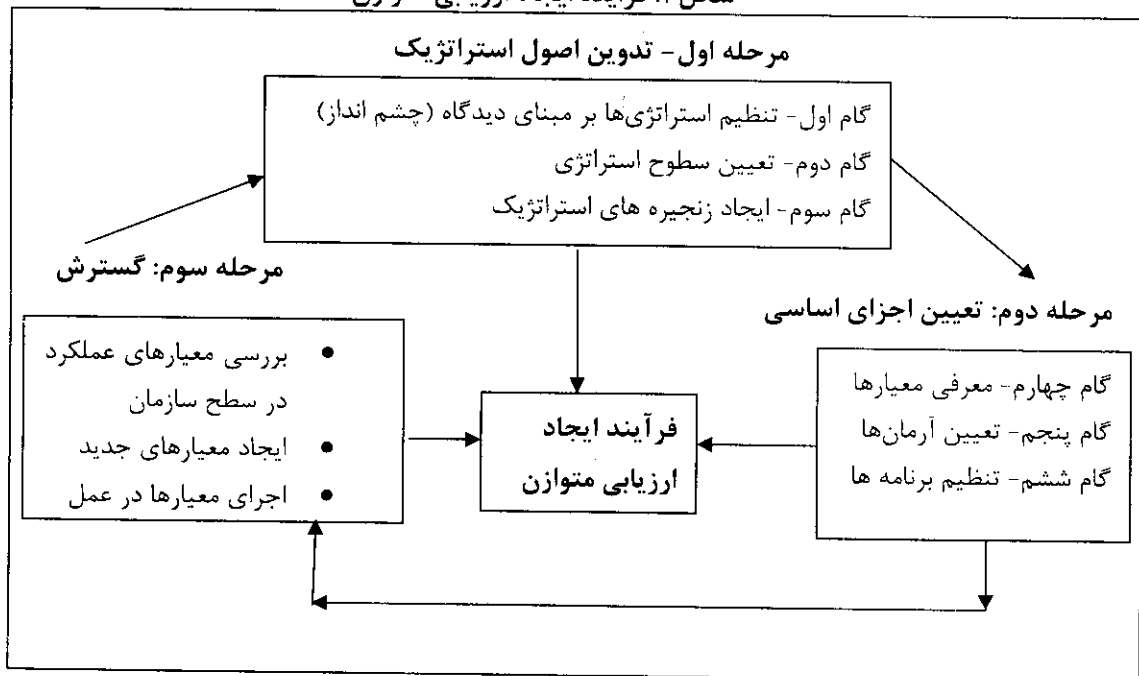 مرحله اول- تدوین اصول استراتژیک
گام اول- تنظیم استراتژی‌ها بر مبنای دیدگاه (چشم انداز)
گام دوم- تعیین سطوح استراتژی
گام سوم- ایجاد زنجیره های استراتژیک
مرحله دوم: تعیین اجزای اساسی
گام چهارم- معرفی معیارها
گام پنجم- تعیین آرمان‌ها
گام ششم- تنظیم برنامه ها
مرحله سوم: گسترش
• بررسی معیارهای عملکرد
در سطح سازمان
• ایجاد معیارهای جدید
• اجرای معیارها در عمل
فرآیند ایجاد
ارزیابی متوازن